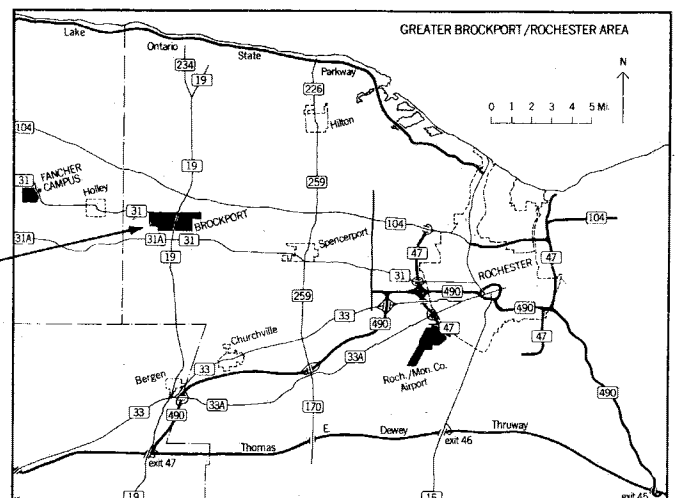 GREATER BROCKPORT/ROCHESTER AREA
Lake Ontario State Parkway
N
0 1 2 3 4 5 Mi.
234
19
226
Hilton
104
19
259
31
FANCHER CAMPUS
Holley
31
BROCKPORT
104
104
31A
31A
31
19
Spencerport
47
31
ROCHESTER
47
259
490
490
33
490
47
Churchville
33
33A
Roch./Mon. Co.
Airport
Bergen
490
33
490
33A
170
Thomas E. Dewey Thruway
exit 47
exit 46
exit 45
19
15